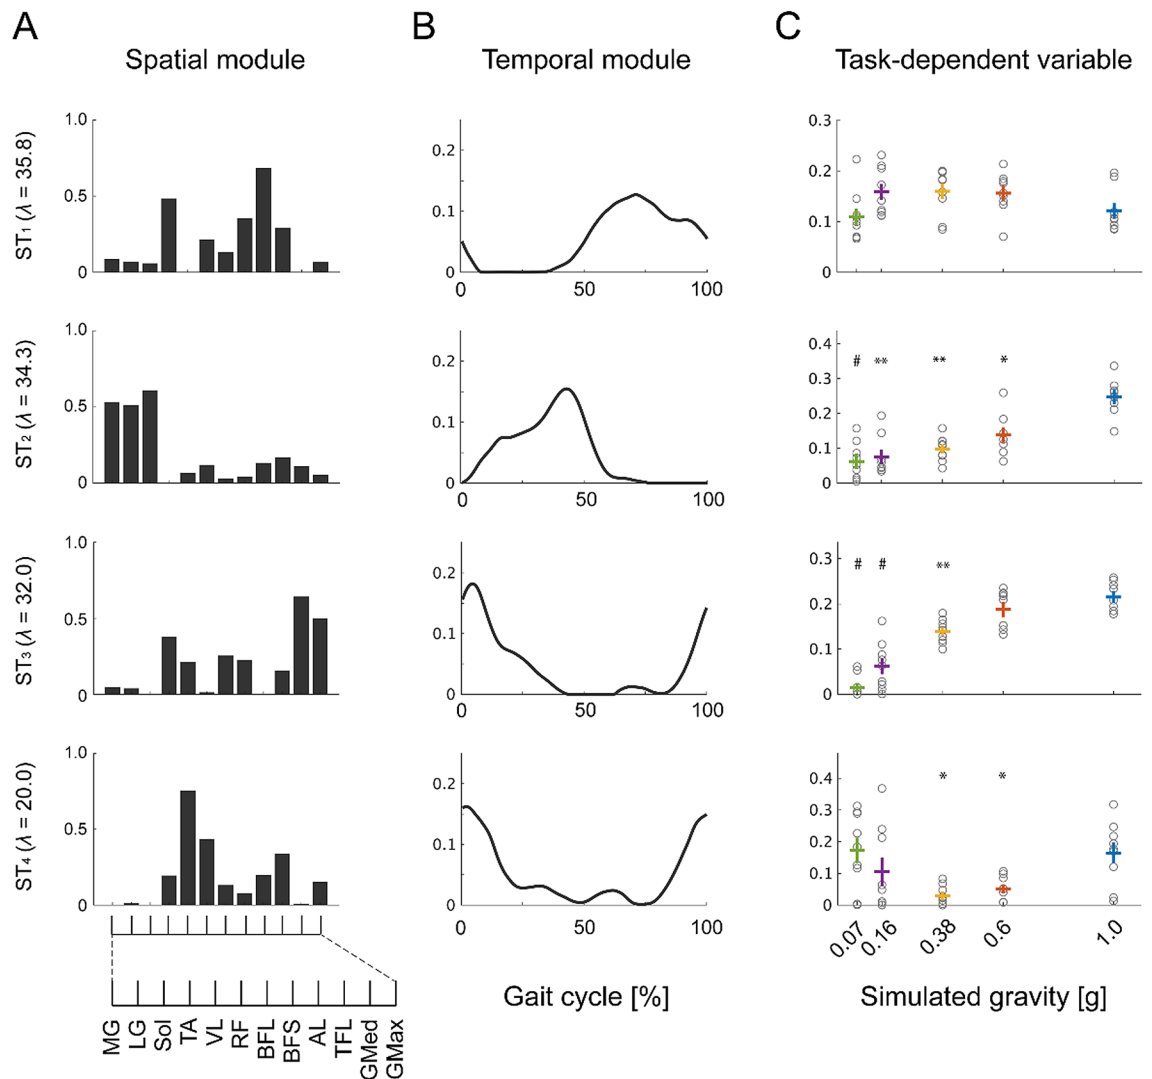 A
B
C
Spatial module
Temporal module
Task-dependent variable
ST1 (λ = 35.8)
1.0
0.5
0
0.2
0.1
0
0
50
100
0.3
0.2
0.1
0
ST2 (λ = 34.3)
1.0
0.5
0
0.2
0.1
0
0
50
100
0.4
0.3
0.2
0.1
0
#
**
**
*
ST3 (λ = 32.0)
1.0
0.5
0
0.2
0.1
0
0
50
100
0.3
0.2
0.1
0
#
#
**
ST4 (λ = 20.0)
1.0
0.5
0
0.2
0.1
0
0
50
100
0.4
0.3
0.2
0.1
0
*
*
0.07
0.16
0.38
0.6
1.0
MG
LG
Sol
TA
VL
RF
BFL
BFS
AL
TFL
GMed
GMax
Gait cycle [%]
Simulated gravity [g]